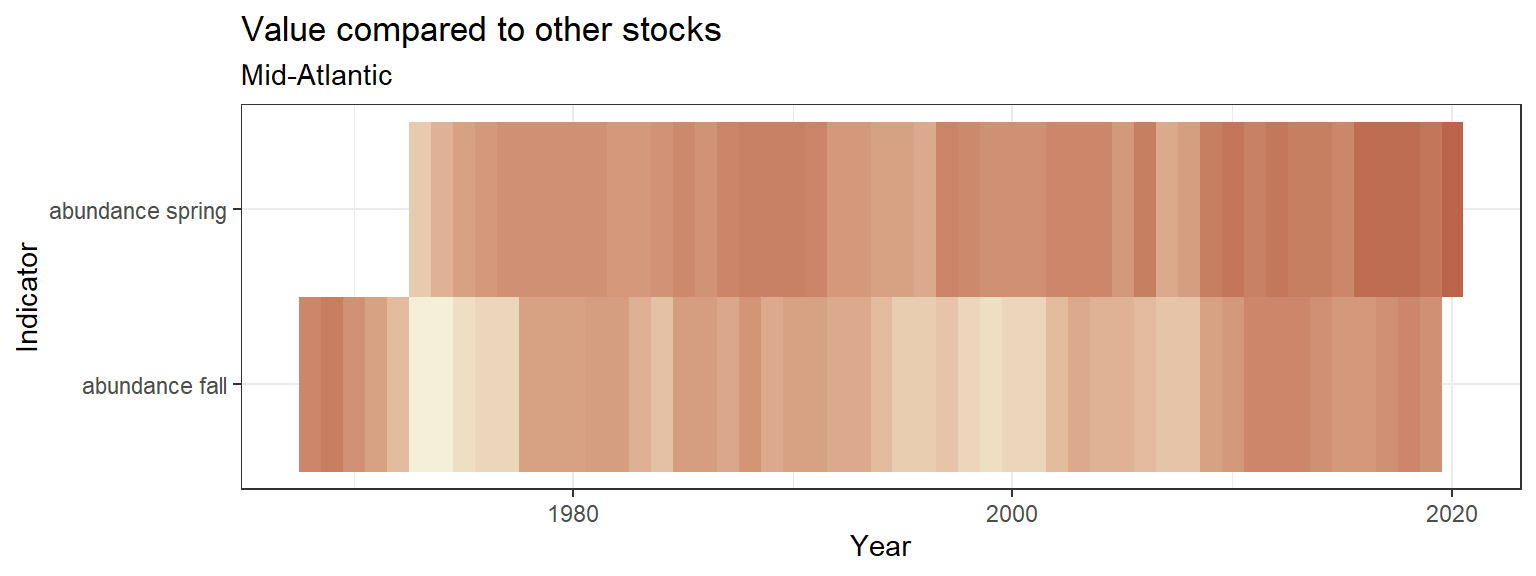 Value compared to other stocks
Mid-Atlantic
Indicator
abundance spring
abundance fall
1980
2000
2020
Year